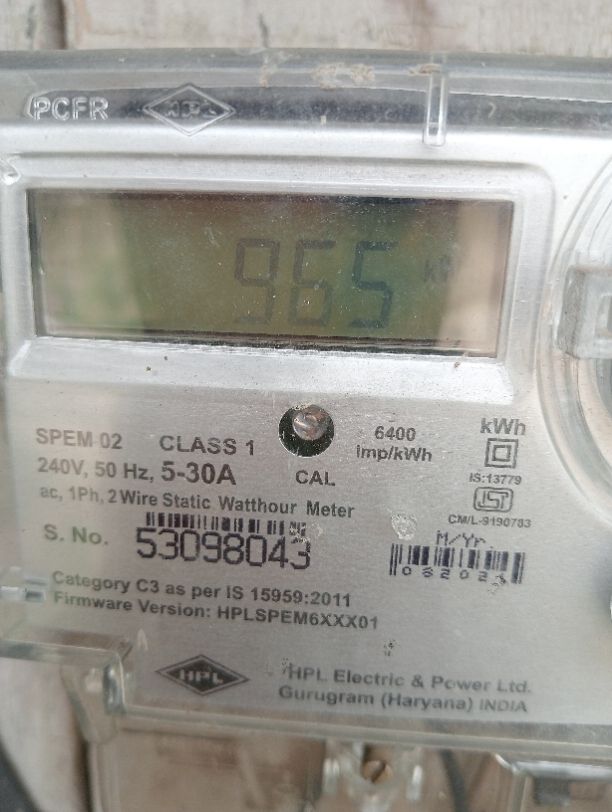 PCFR HPL
965
SPEM 02 CLASS 1
6400
Imp/kWh
kWh
240V, 50 Hz, 5-30A
CAL
IS:13779
ac, 1Ph, 2 Wire Static Watthour Meter
CM/L-9190783
S. No. 53098043
M/Yr
Category C3 as per IS 15959:2011
Firmware Version: HPLSPEM6XXX01
HPL
HPL Electric & Power Ltd.
Gurugram (Haryana) INDIA